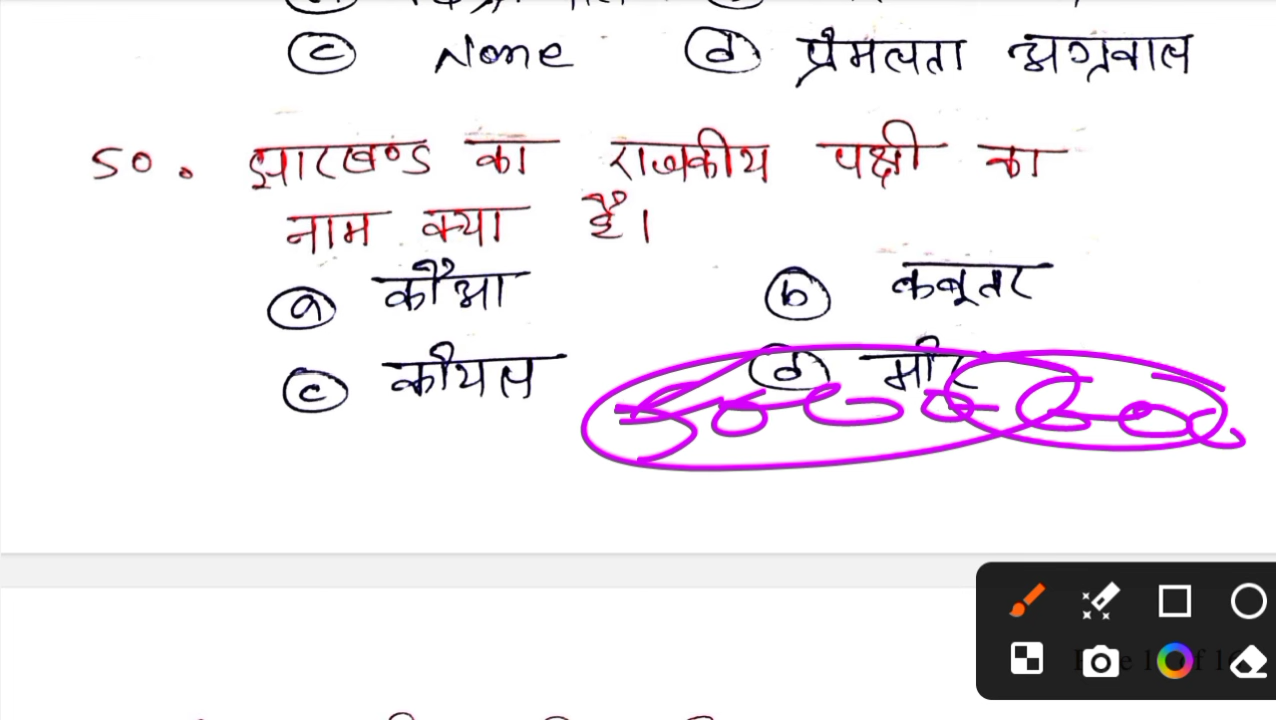 ⓒ None ⓓ प्रेमलता अग्रवाल
50. झारखण्ड का राजकीय पक्षी का
नाम क्या है।
ⓐ कौआ ⓑ कबूतर
ⓒ कोयल ⓓ मोर